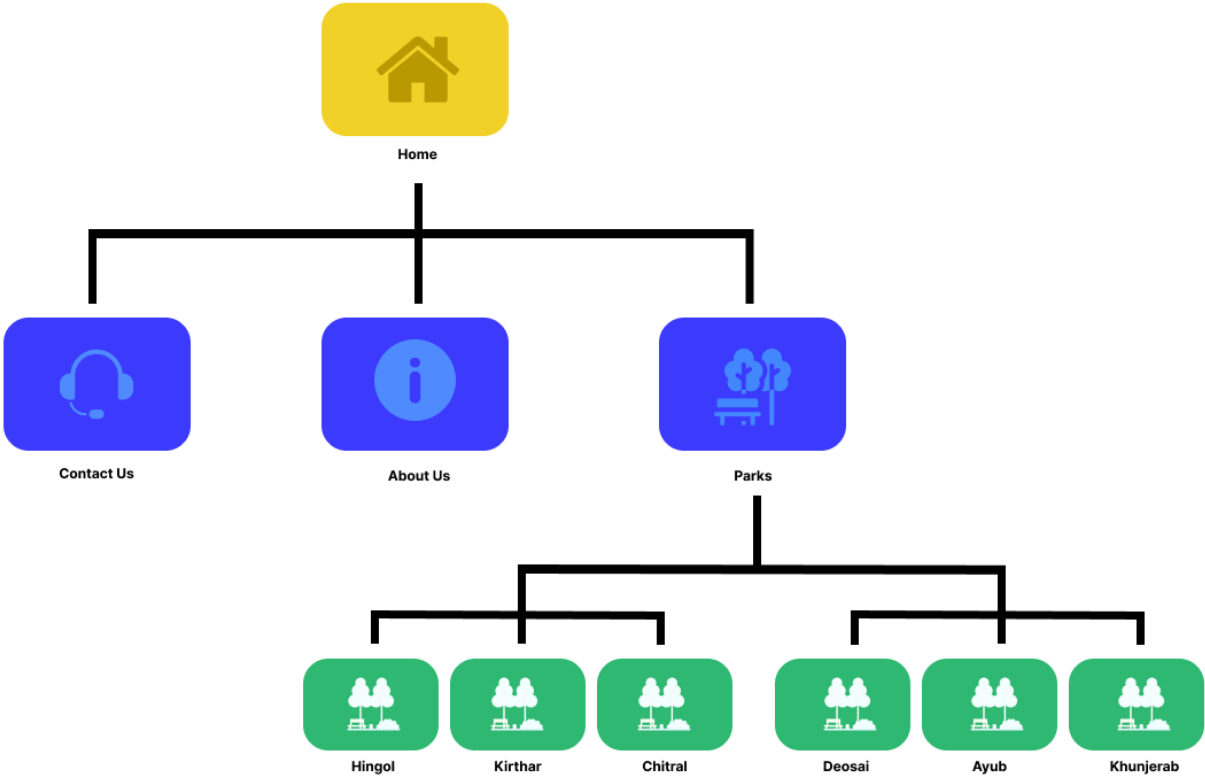 Home
Contact Us
About Us
Parks
Hingol
Kirthar
Chitral
Deosai
Ayub
Khunjerab